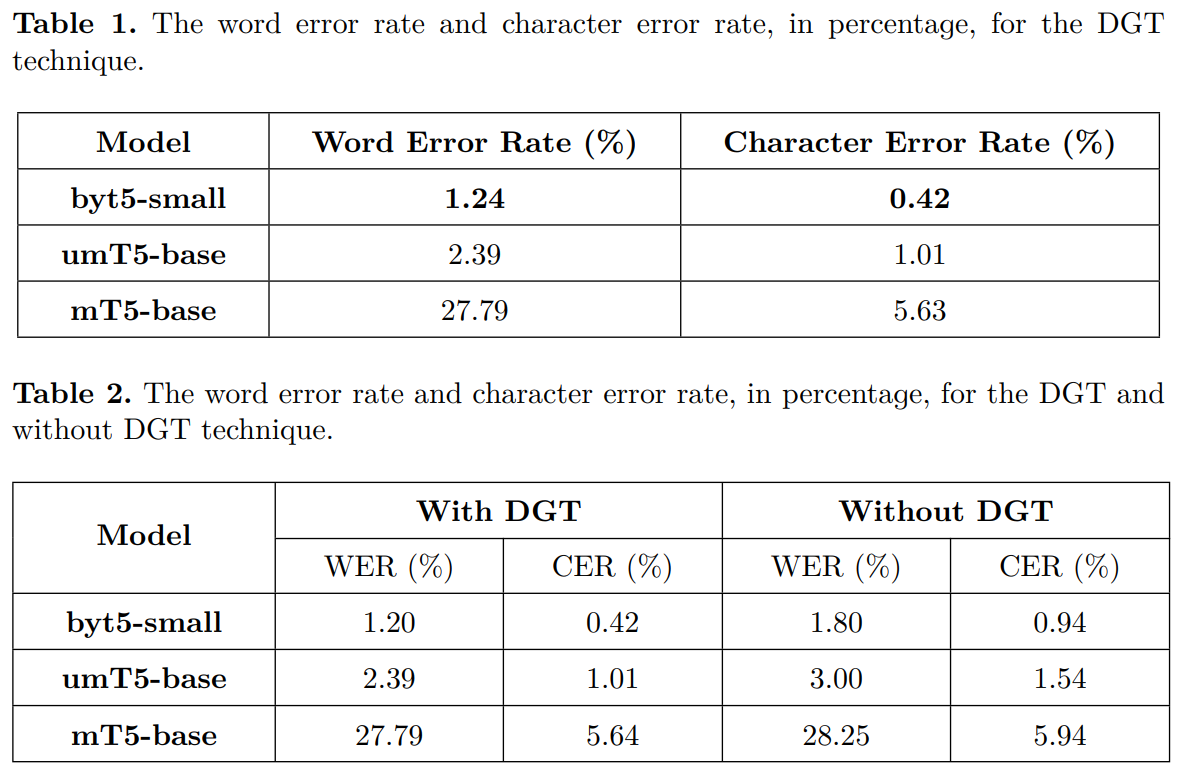 Table 1. The word error rate and character error rate, in percentage, for the DGT
technique.
Model Word Error Rate (%) Character Error Rate (%)
byt5-small 1.24 0.42
umT5-base 2.39 1.01
mT5-base 27.79 5.63
Table 2. The word error rate and character error rate, in percentage, for the DGT and
without DGT technique.
Model With DGT Without DGT
WER (%) CER (%) WER (%) CER (%)
byt5-small 1.20 0.42 1.80 0.94
umT5-base 2.39 1.01 3.00 1.54
mT5-base 27.79 5.64 28.25 5.94